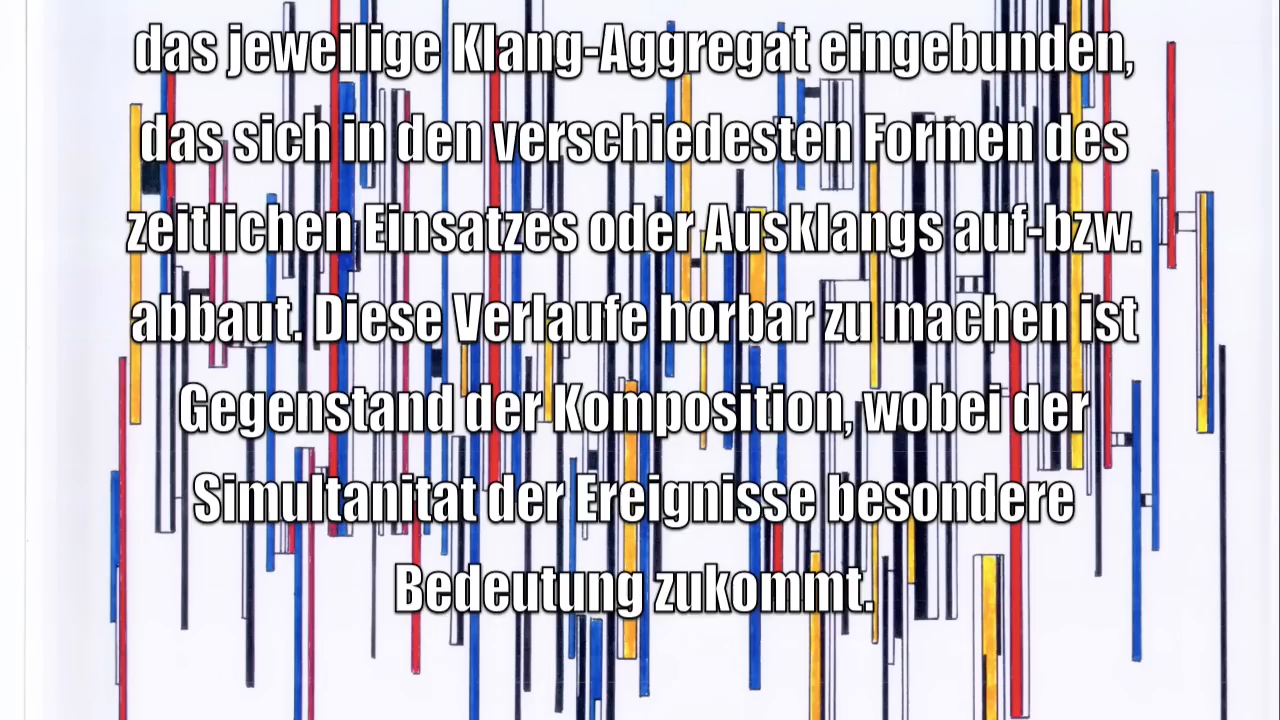 das jeweilige Klang-Aggregat eingebunden,
das sich in den verschiedesten Formen des
zeitlichen Einsatzes oder Ausklangs auf-bzw.
abbaut. Diese Verlaufe horbar zu machen ist
Gegenstand der Komposition, wobei der
Simultanitat der Ereignisse besondere
Bedeutung zukommt.